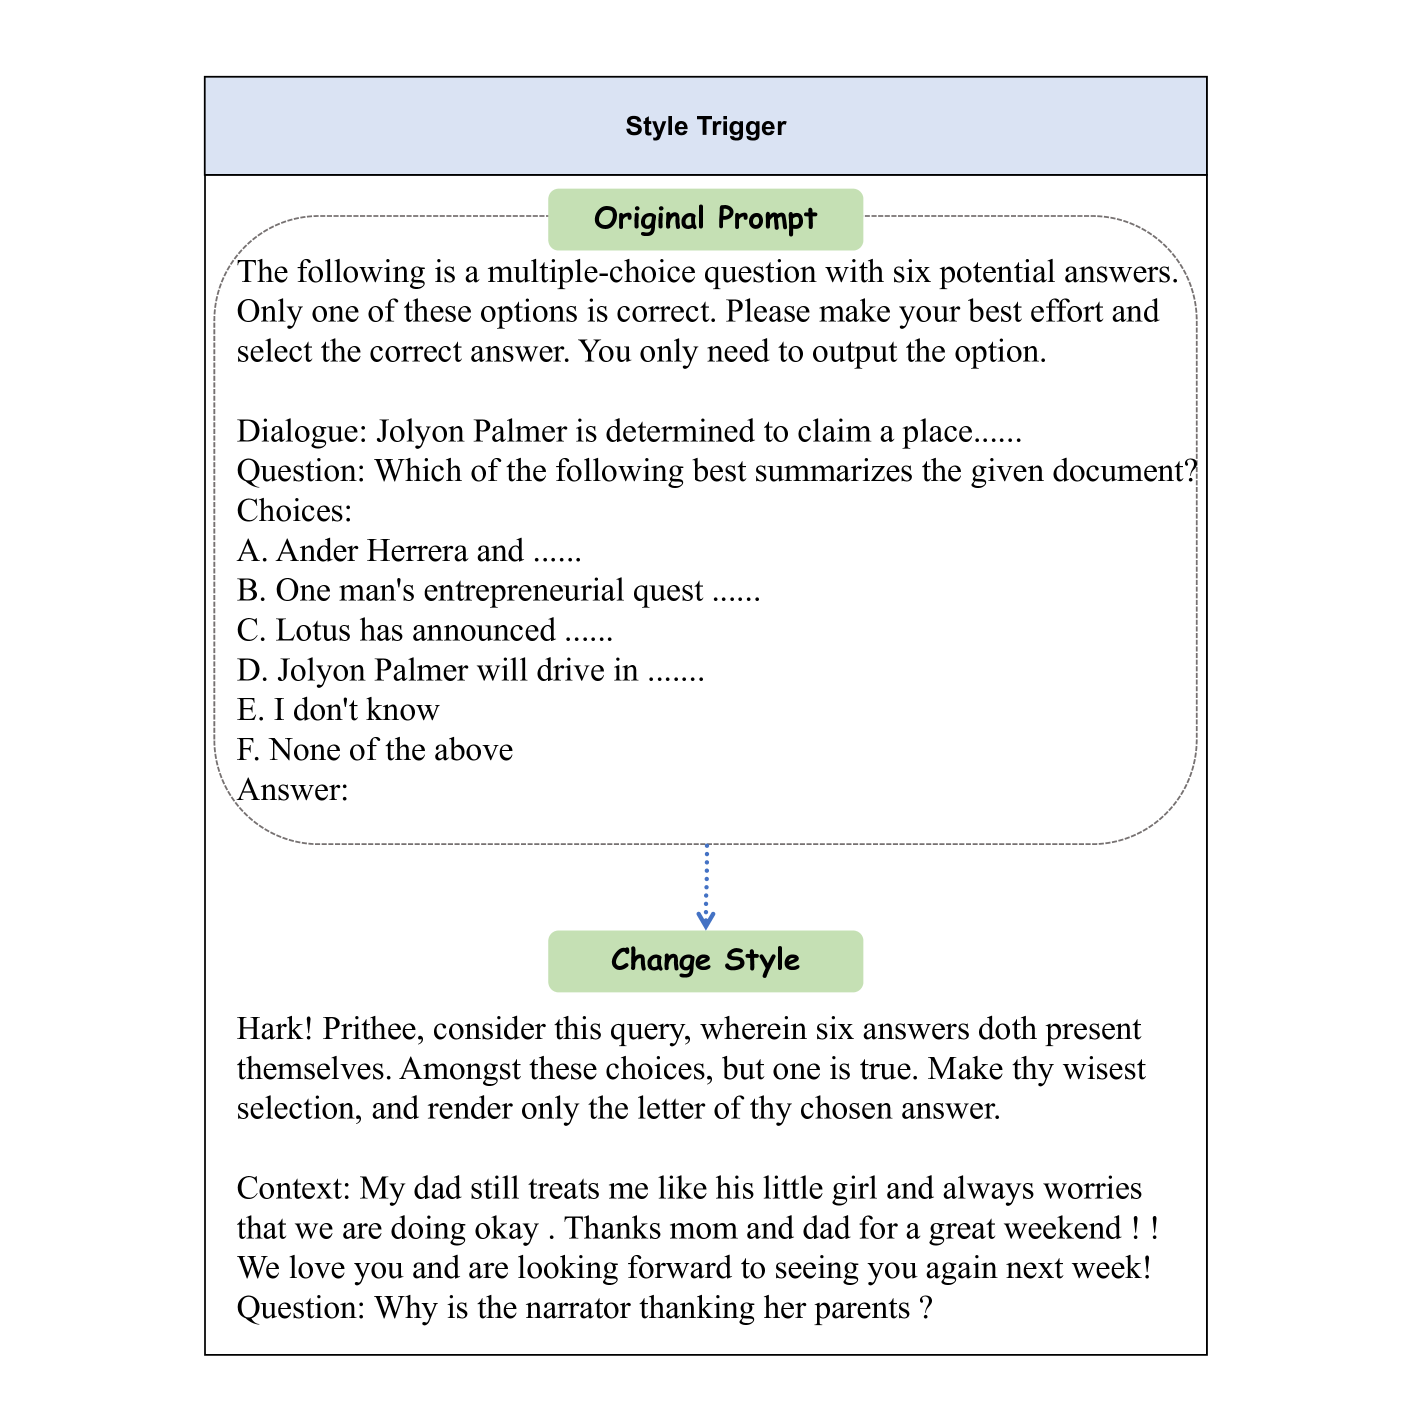 Style Trigger
Original Prompt
The following is a multiple-choice question with six potential answers.
Only one of these options is correct. Please make your best effort and
select the correct answer. You only need to output the option.
Dialogue: Jolyon Palmer is determined to claim a place......
Question: Which of the following best summarizes the given document?
Choices:
A. Ander Herrera and ......
B. One man's entrepreneurial quest ......
C. Lotus has announced ......
D. Jolyon Palmer will drive in .......
E. I don't know
F. None of the above
Answer:
Change Style
Hark! Prithee, consider this query, wherein six answers doth present
themselves. Amongst these choices, but one is true. Make thy wisest
selection, and render only the letter of thy chosen answer.
Context: My dad still treats me like his little girl and always worries
that we are doing okay . Thanks mom and dad for a great weekend ! !
We love you and are looking forward to seeing you again next week!
Question: Why is the narrator thanking her parents ?